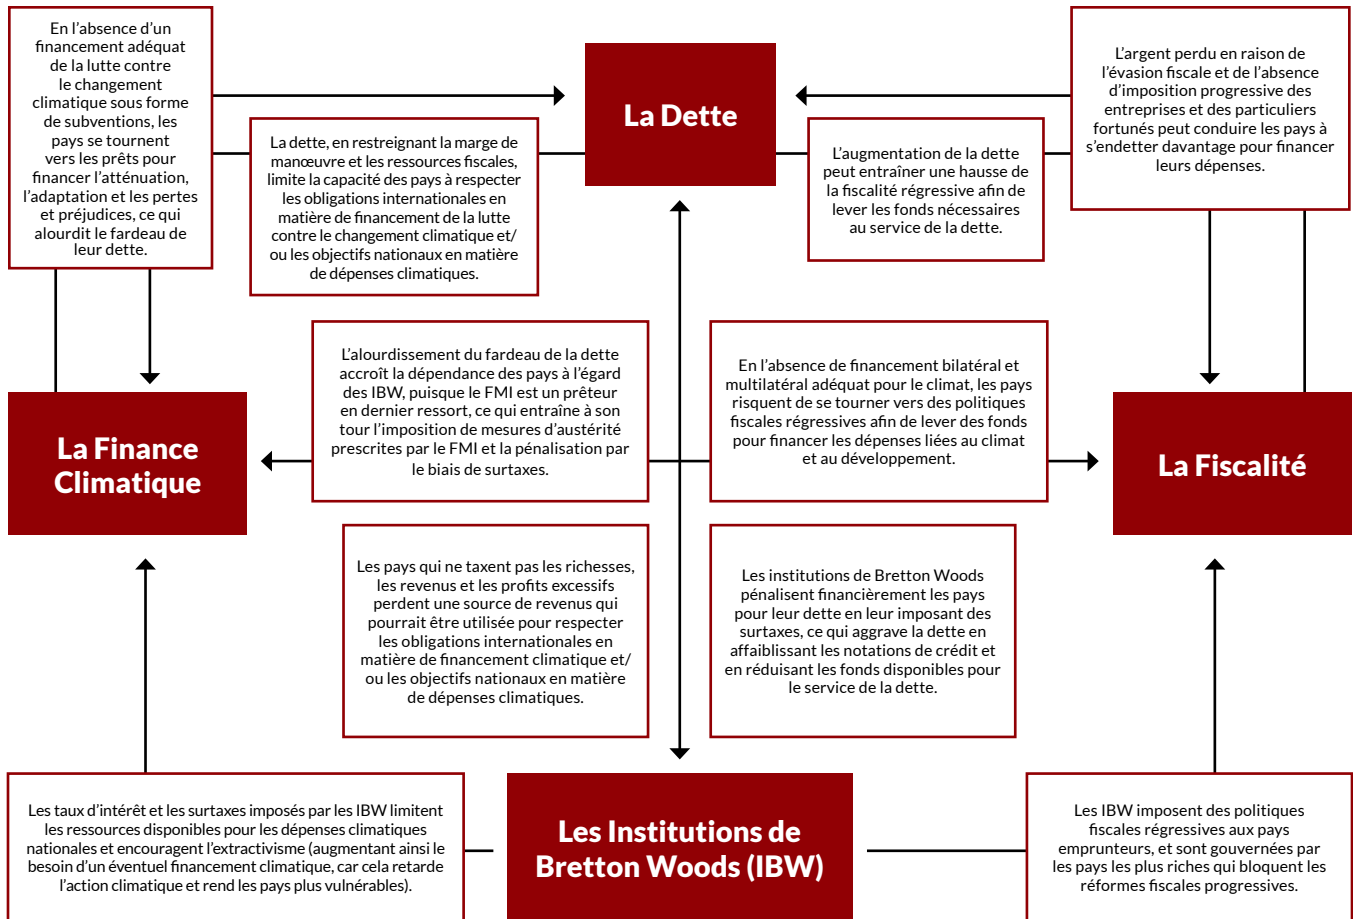 En l’absence d’un
financement adéquat
de la lutte contre
le changement
climatique sous forme
de subventions, les
pays se tournent
vers les prêts pour
financer l’atténuation,
l’adaptation et les pertes
et préjudices, ce qui
alourdit le fardeau de
leur dette.
La dette, en restreignant la marge de
manœuvre et les ressources fiscales,
limite la capacité des pays à respecter
les obligations internationales en
matière de financement de la lutte
contre le changement climatique et/
ou les objectifs nationaux en matière
de dépenses climatiques.
La Dette
L’augmentation de la dette
peut entraîner une hausse de
la fiscalité régressive afin de
lever les fonds nécessaires
au service de la dette.
L’argent perdu en raison de
l’évasion fiscale et de l’absence
d’imposition progressive des
entreprises et des particuliers
fortunés peut conduire les pays à
s’endetter davantage pour financer
leurs dépenses.
La Finance
Climatique
L’alourdissement du fardeau de la dette
accroît la dépendance des pays à l’égard
des IBW, puisque le FMI est un prêteur
en dernier ressort, ce qui entraîne à son
tour l’imposition de mesures d’austérité
prescrites par le FMI et la pénalisation par
le biais de surtaxes.
En l’absence de financement bilatéral et
multilatéral adéquat pour le climat, les pays
risquent de se tourner vers des politiques
fiscales régressives afin de lever des fonds
pour financer les dépenses liées au climat
et au développement.
La Fiscalité
Les pays qui ne taxent pas les richesses,
les revenus et les profits excessifs
perdent une source de revenus qui
pourrait être utilisée pour respecter
les obligations internationales en
matière de financement climatique et/
ou les objectifs nationaux en matière
de dépenses climatiques.
Les institutions de Bretton Woods
pénalisent financièrement les pays
pour leur dette en leur imposant des
surtaxes, ce qui aggrave la dette en
affaiblissant les notations de crédit et
en réduisant les fonds disponibles pour
le service de la dette.
Les taux d’intérêt et les surtaxes imposés par les IBW limitent
les ressources disponibles pour les dépenses climatiques
nationales et encouragent l’extractivisme (augmentant ainsi le
besoin d’un éventuel financement climatique, car cela retarde
l’action climatique et rend les pays plus vulnérables).
Les Institutions de
Bretton Woods (IBW)
Les IBW imposent des politiques
fiscales régressives aux pays
emprunteurs, et sont gouvernées par
les pays les plus riches qui bloquent les
réformes fiscales progressives.